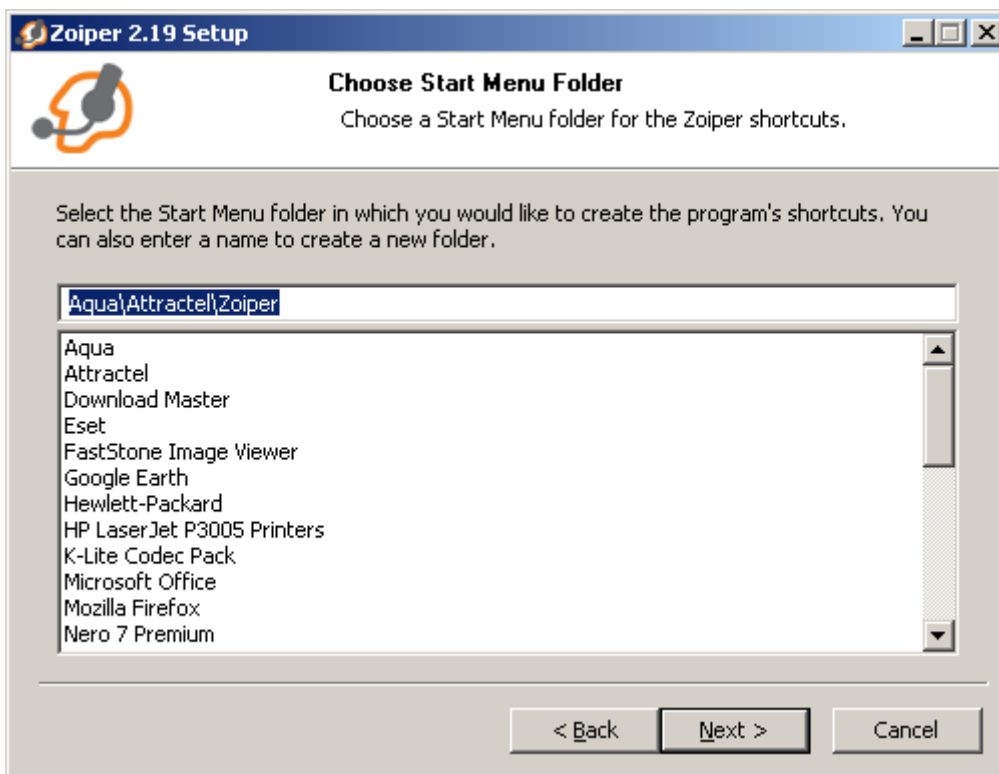 Zoiper 2.19 Setup
Choose Start Menu Folder
Choose a Start Menu folder for the Zoiper shortcuts.
Select the Start Menu folder in which you would like to create the program's shortcuts. You
can also enter a name to create a new folder.
Aqua\Attractel\Zoiper
Aqua
Attractel
Download Master
Eset
FastStone Image Viewer
Google Earth
Hewlett-Packard
HP LaserJet P3005 Printers
K-Lite Codec Pack
Microsoft Office
Mozilla Firefox
Nero 7 Premium
< Back
Next >
Cancel